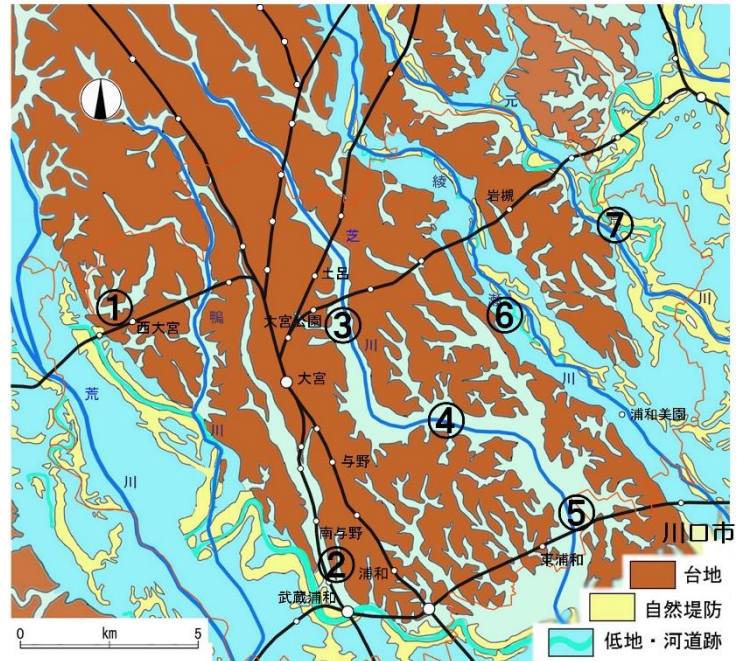 元
綾
岩槻
⑦
芝
土呂
①
西大宮
鴨
大宮公園
③
川
瀬
⑥
川
川
荒
大宮
④
浦和美園
川
川
与野
⑤
川口市
南与野
東浦和
②
浦和
武蔵浦和
台地
自然堤防
低地・河道跡
0 km 5